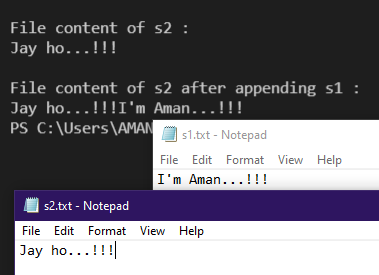 File content of s2 :
Jay ho...!!!
File content of s2 after appending s1 :
Jay ho...!!!I'm Aman...!!!
PS C:\Users\AMAN
s1.txt - Notepad
File Edit Format View Help
I'm Aman...!!!
s2.txt - Notepad
File Edit Format View Help
Jay ho...!!!